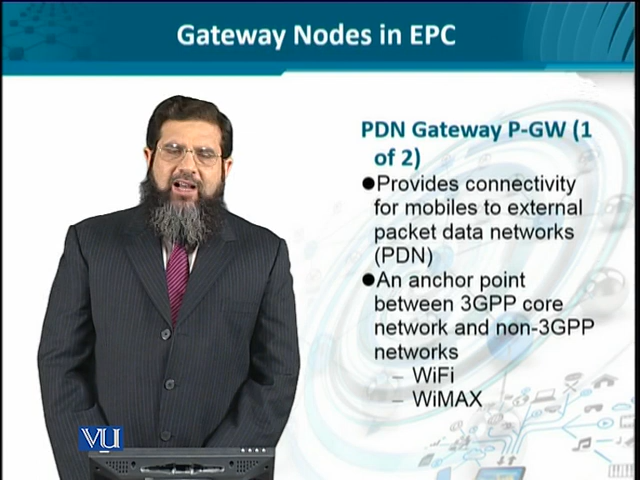 Gateway Nodes in EPC
PDN Gateway P-GW (1
of 2)
●Provides connectivity
for mobiles to external
packet data networks
(PDN)
●An anchor point
between 3GPP core
network and non-3GPP
networks
– WiFi
– WiMAX
VU